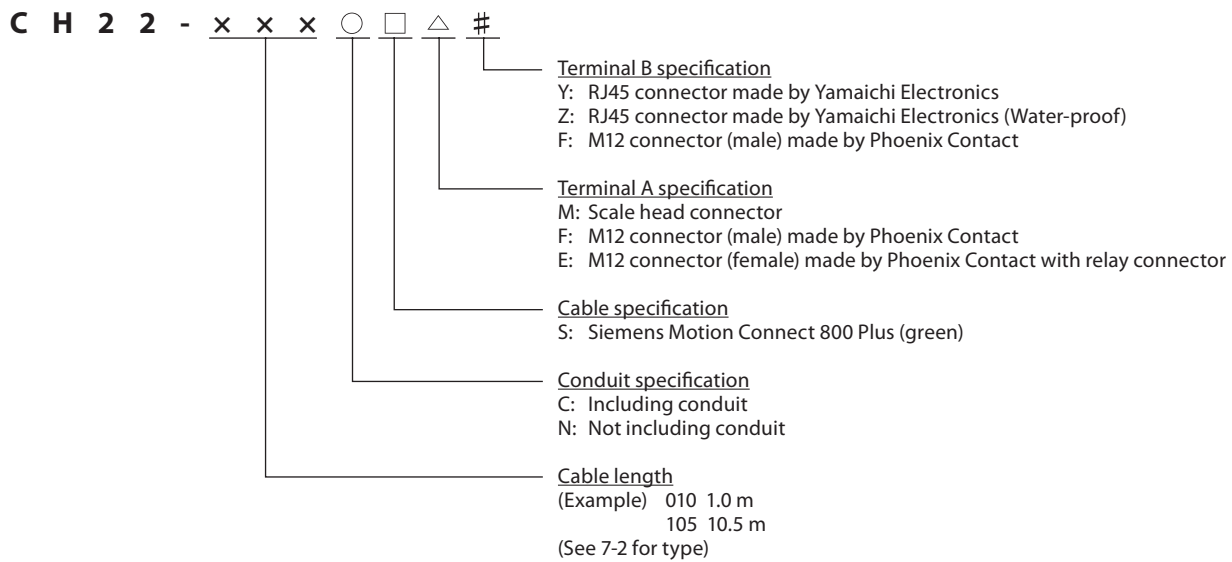 C H 2 2 - × × × ○ □ △ #
Terminal B specification
Y: RJ45 connector made by Yamaichi Electronics
Z: RJ45 connector made by Yamaichi Electronics (Water-proof)
F: M12 connector (male) made by Phoenix Contact
Terminal A specification
M: Scale head connector
F: M12 connector (male) made by Phoenix Contact
E: M12 connector (female) made by Phoenix Contact with relay connector
Cable specification
S: Siemens Motion Connect 800 Plus (green)
Conduit specification
C: Including conduit
N: Not including conduit
Cable length
(Example) 010 1.0 m
105 10.5 m
(See 7-2 for type)